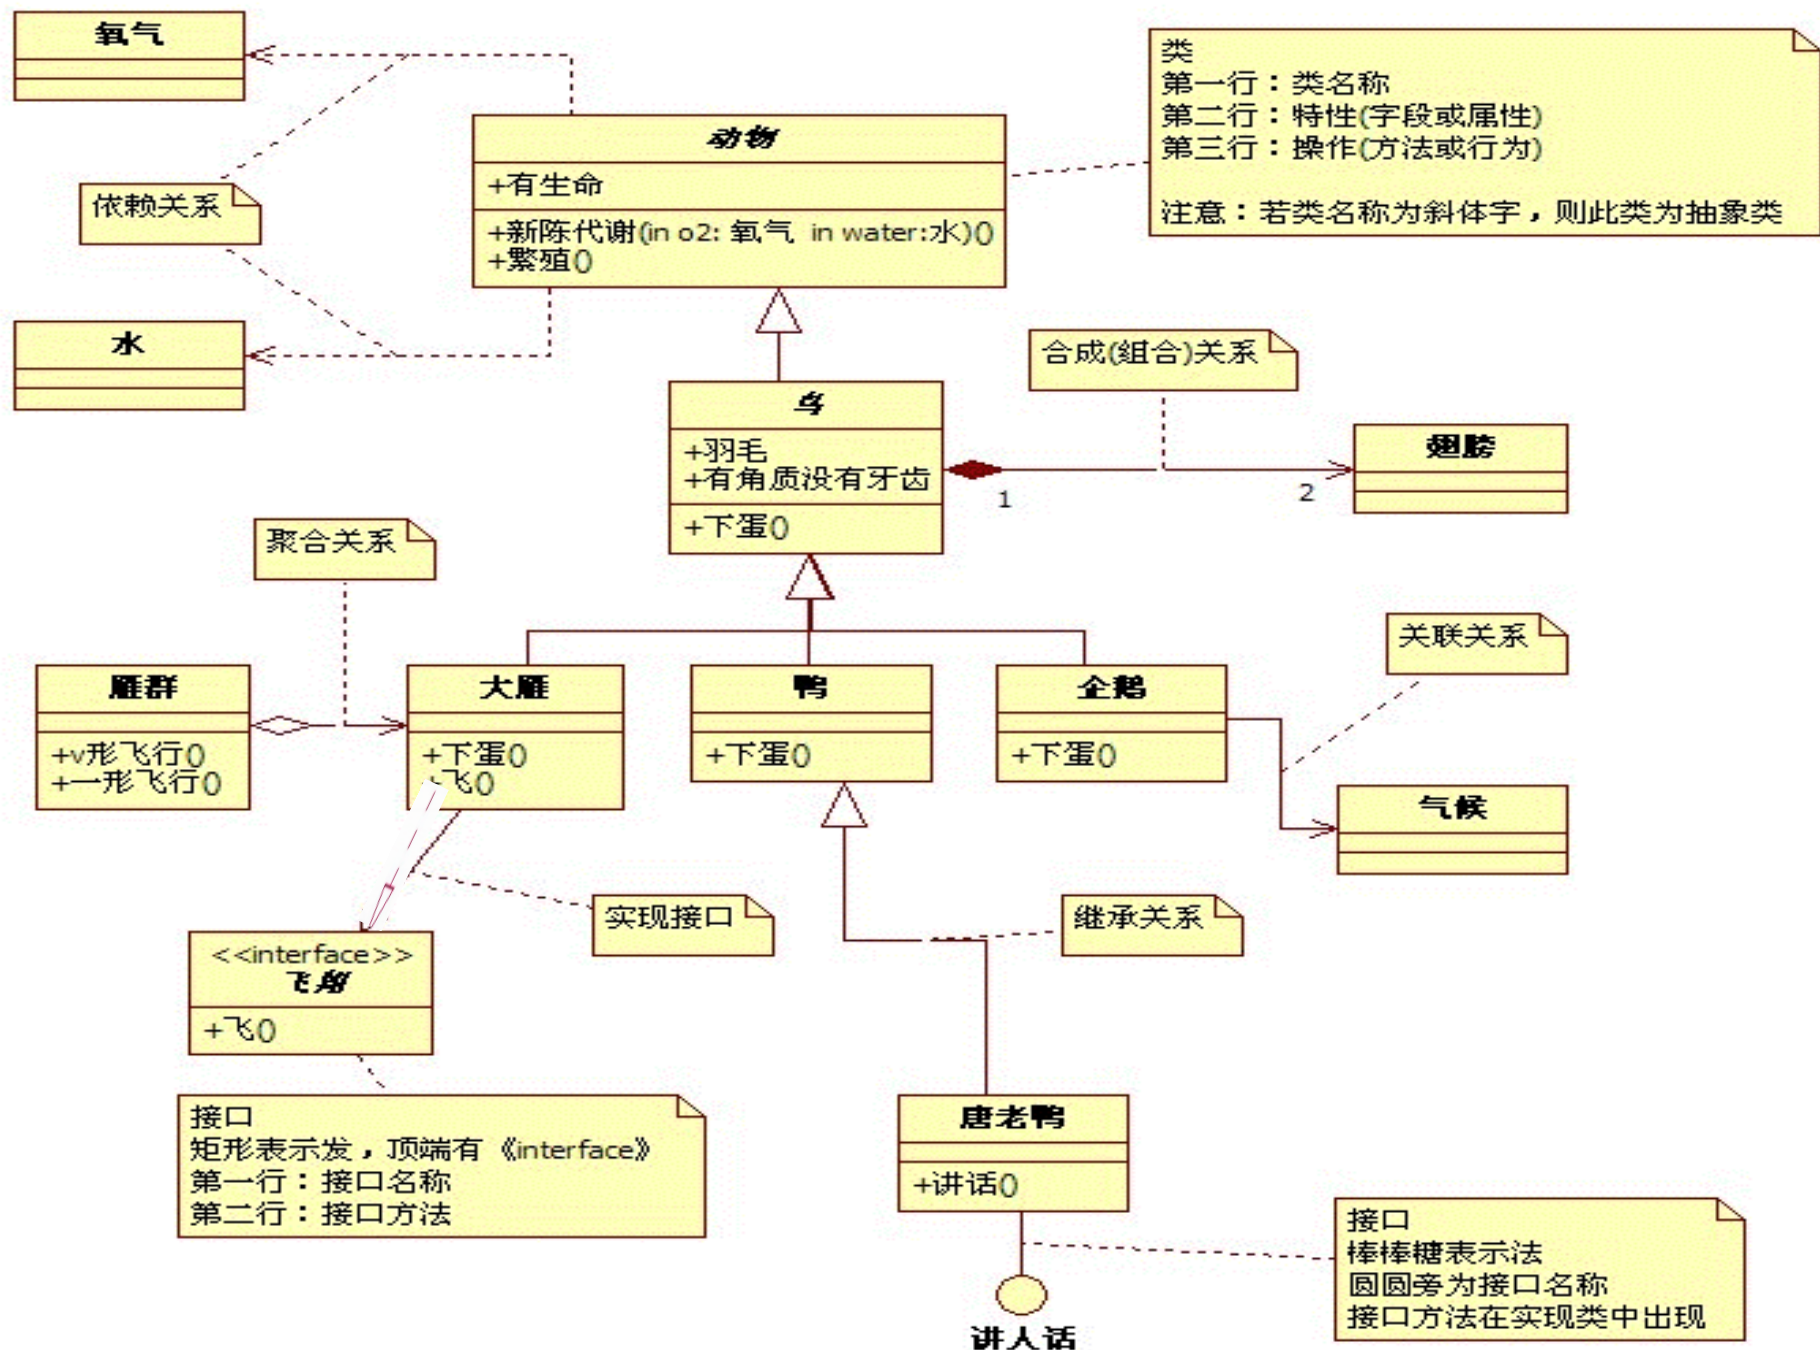 氧气
类
第一行：类名称
第二行：特性(字段或属性)
第三行：操作(方法或行为)
注意：若类名称为斜体字，则此类为抽象类
动物
+有生命
+新陈代谢(in o2: 氧气  in water:水)()
+繁殖()
依赖关系
水
合成(组合)关系
鸟
+羽毛
+有角质没有牙齿
+下蛋()
1
2
翅膀
聚合关系
关联关系
雁群
+v形飞行()
+一形飞行()
大雁
+下蛋()
+飞()
鸭
+下蛋()
企鹅
+下蛋()
气候
实现接口
继承关系
<<interface>>
飞翔
+飞()
接口
矩形表示发，顶端有《interface》
第一行：接口名称
第二行：接口方法
唐老鸭
+讲话()
接口
棒棒糖表示法
圆圆旁为接口名称
接口方法在实现类中出现
讲人话